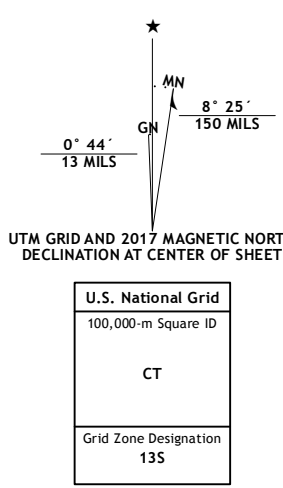 ★
MN
GN
8° 25´
150 MILS
0° 44´
13 MILS
UTM GRID AND 2017 MAGNETIC NORT
DECLINATION AT CENTER OF SHEET
U.S. National Grid
100,000-m Square ID
CT
Grid Zone Designation
13S